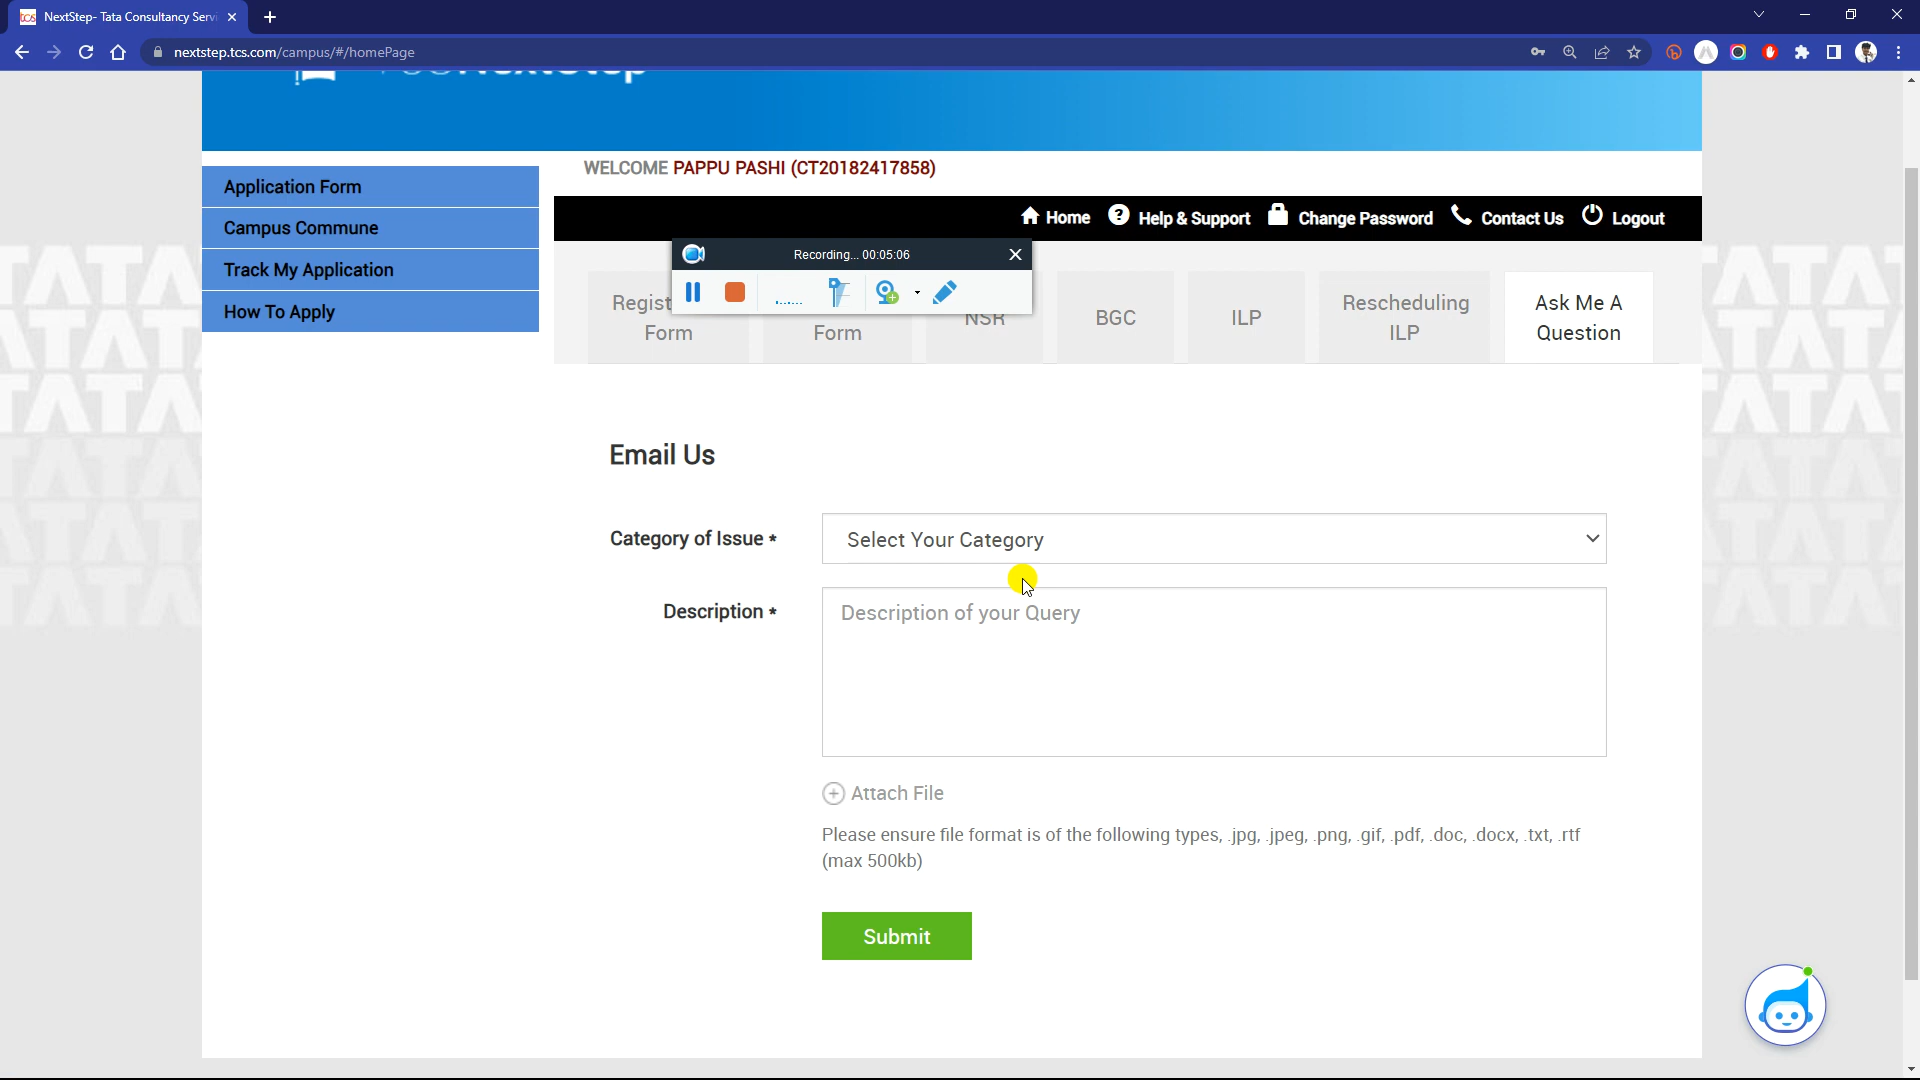 tcs NextStep- Tata Consultancy Servi
nextstep.tcs.com/campus/#/homePage
WELCOME PAPPU PASHI (CT20182417858)
Application Form
Campus Commune
Track My Application
How To Apply
Home
Help & Support
Change Password
Contact Us
Logout
Recording... 00:05:06
Regist
Form
Form
NSR
BGC
ILP
Rescheduling
ILP
Ask Me A
Question
Email Us
Category of Issue *
Select Your Category
Description *
Description of your Query
Attach File
Please ensure file format is of the following types, .jpg, .jpeg, .png, .gif, .pdf, .doc, .docx, .txt, .rtf
(max 500kb)
Submit